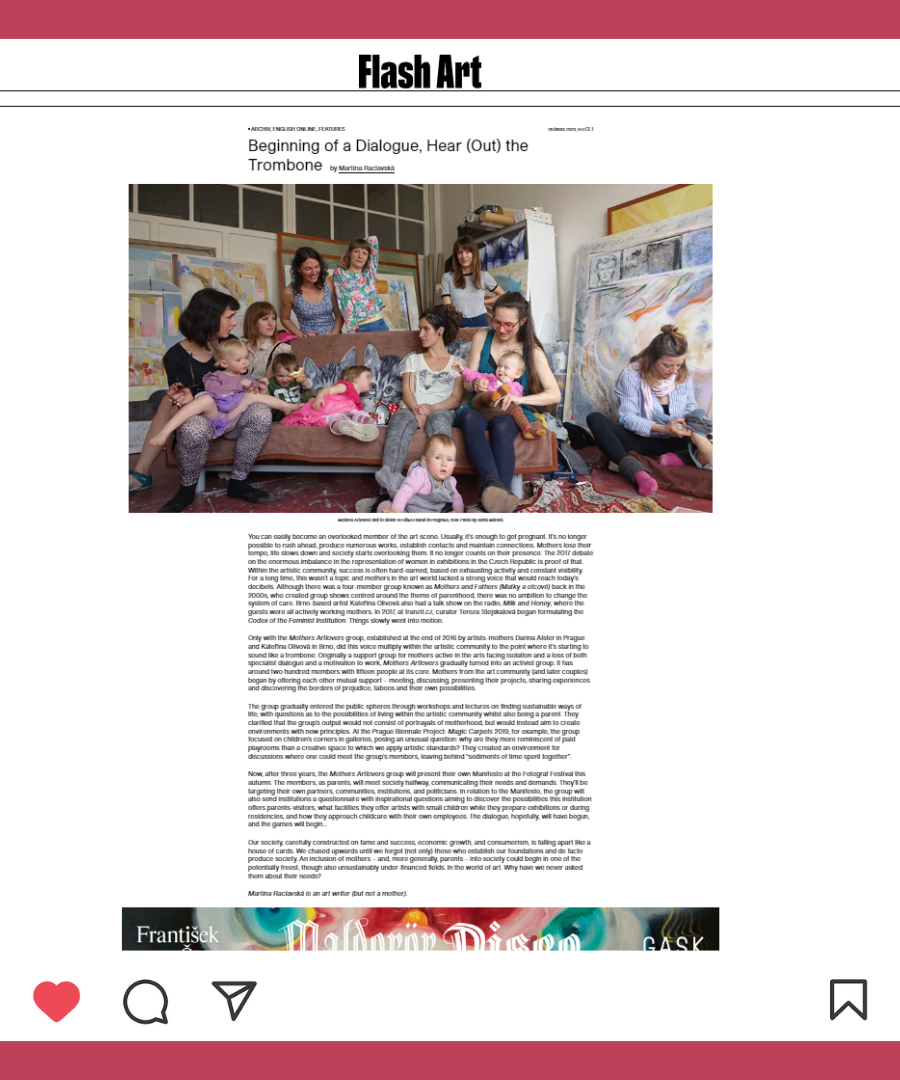 Flash Art
• ARCHIV, ENGLISH ONLINE, FEATURES
Beginning of a Dialogue, Hear (Out) the
Trombone by Martina Raclavská
You can easily become an overlooked member of the art scene. Usually, it's enough to get pregnant. It's no longer
possible to rush ahead, produce numerous works, establish contacts and maintain connections. Mothers lose their
tempo, life slows down and society starts overlooking them. It no longer counts on their presence. The 2017 debate
on the enormous imbalance in the representation of women in exhibitions in the Czech Republic is proof of that.
Within the artistic community, success is often hard-earned, based on exhausting activity and constant visibility.
For a long time, this wasn't a topic and mothers in the art world lacked a strong voice that would reach today's
decibels. Although there was a four-member group known as Mothers and Fathers (Matky a otcové) back in the
2000s, who created group shows centred around the theme of parenthood, there was no ambition to change the
system of care. Brno-based artist Kateřina Olivová also had a talk show on the radio, Milk and Honey, where the
guests were all actively working mothers. In 2017, at tranzit.cz, curator Tereza Stejskalová began formulating the
Codex of the Feminist Institution. Things slowly went into motion.
Only with the Mothers Artlovers group, established at the end of 2016 by artists-mothers Darina Alster in Prague
and Kateřina Olivová in Brno, did this voice multiply within the artistic community to the point where it's starting to
sound like a trombone. Originally a support group for mothers active in the arts facing isolation and a loss of both
specialist dialogue and a motivation to work, Mothers Artlovers gradually turned into an activist group. It has
around two hundred members with fifteen people at its core. Mothers from the art community (and later couples)
began by offering each other mutual support – meeting, discussing, presenting their projects, sharing experiences
and discovering the borders of prejudice, taboos and their own possibilities.
The group gradually entered the public spheres through workshops and lectures on finding sustainable ways of
life, with questions as to the possibilities of living within the artistic community whilst also being a parent. They
clarified that the group's output would not consist of portrayals of motherhood, but would instead aim to create
environments with new principles. At the Prague Biennale Project: Magic Carpets 2019, for example, the group
focused on children's corners in galleries, posing an unusual question: why are they more reminiscent of paid
playrooms than a creative space to which we apply artistic standards? They created an environment for
discussions where one could meet the group's members, leaving behind "sediments of time spent together".
Now, after three years, the Mothers Artlovers group will present their own Manifesto at the Fotograf Festival this
autumn. The members, as parents, will meet society halfway, communicating their needs and demands. They'll be
targeting their own partners, communities, institutions, and politicians. In relation to the Manifesto, the group will
also send institutions a questionnaire with inspirational questions aiming to discover the possibilities this institution
offers parents-visitors, what facilities they offer artists with small children while they prepare exhibitions or during
residencies, and how they approach childcare with their own employees. The dialogue, hopefully, will have begun,
and the games will begin...
Our society, carefully constructed on fame and success, economic growth, and consumerism, is falling apart like a
house of cards. We chased upwards until we forgot (not only) those who establish our foundations and de facto
produce society. An inclusion of mothers – and, more generally, parents – into society could begin in one of the
potentially freest, though also unsustainably under-financed fields. In the world of art. Why have we never asked
them about their needs?
Martina Raclavská is an art writer (but not a mother).
František
Maldoror Disco
GASK